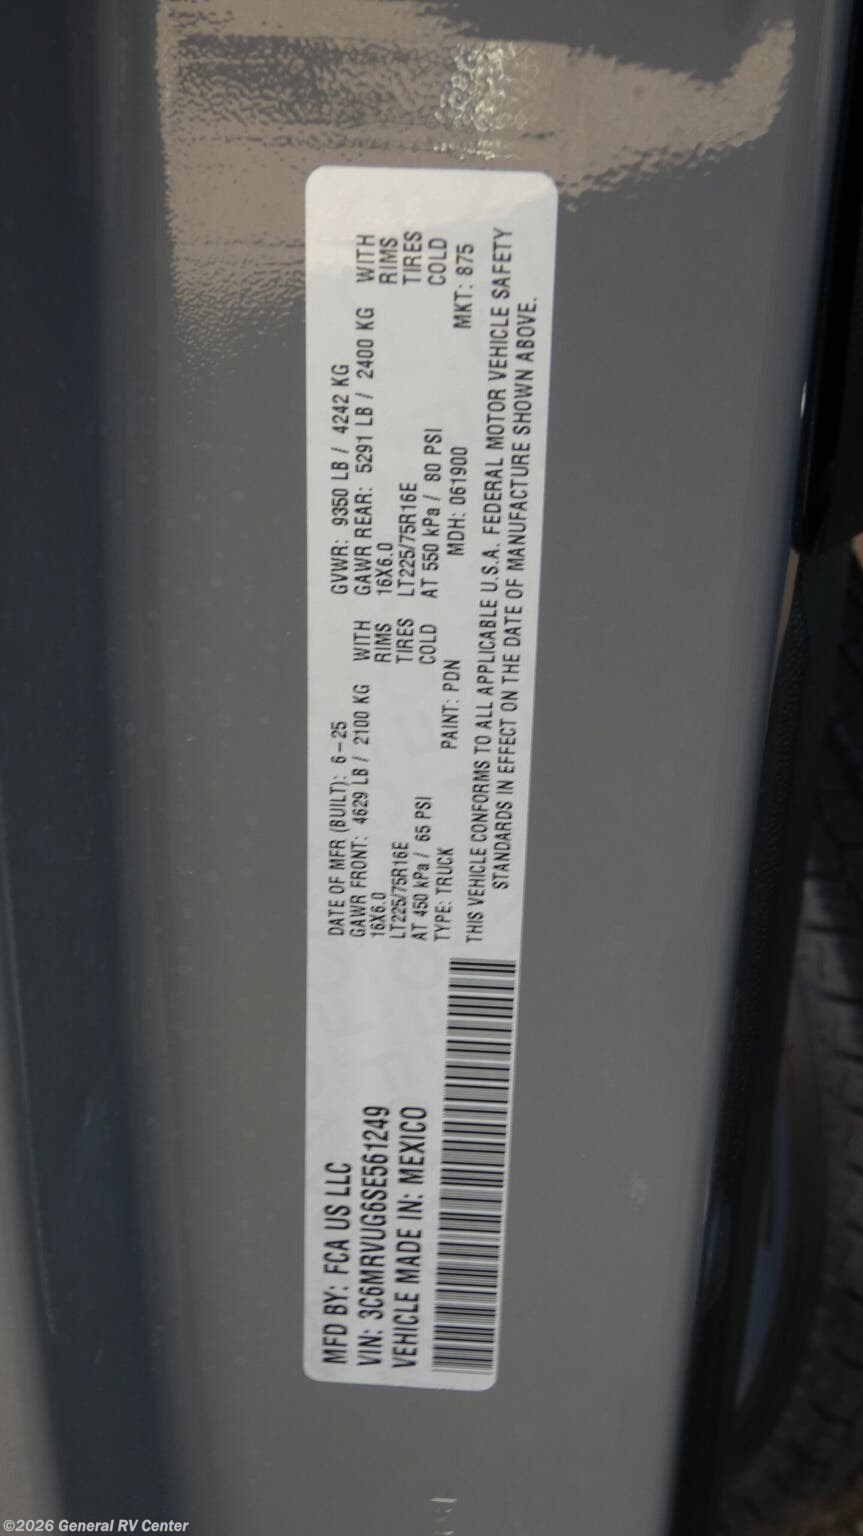 MFD BY: FCA US LLC
VIN: 3C6MRVUG6SE561249
VEHICLE MADE IN: MEXICO
DATE OF MFR (BUILT): 6-25 GVWR: 9350 LB / 4242 KG
GAWR FRONT: 4629 LB / 2100 KG WITH GAWR REAR: 5291 LB / 2400 KG WITH
16X6.0 RIMS 16X6.0 RIMS
LT225/75R16E TIRES LT225/75R16E TIRES
AT 450 kPa / 65 PSI COLD AT 550 kPa / 80 PSI COLD
TYPE: TRUCK PAINT: PDN MDH: 061900 MKT: 875
THIS VEHICLE CONFORMS TO ALL APPLICABLE U.S.A. FEDERAL MOTOR VEHICLE SAFETY
STANDARDS IN EFFECT ON THE DATE OF MANUFACTURE SHOWN ABOVE.
©2026 General RV Center